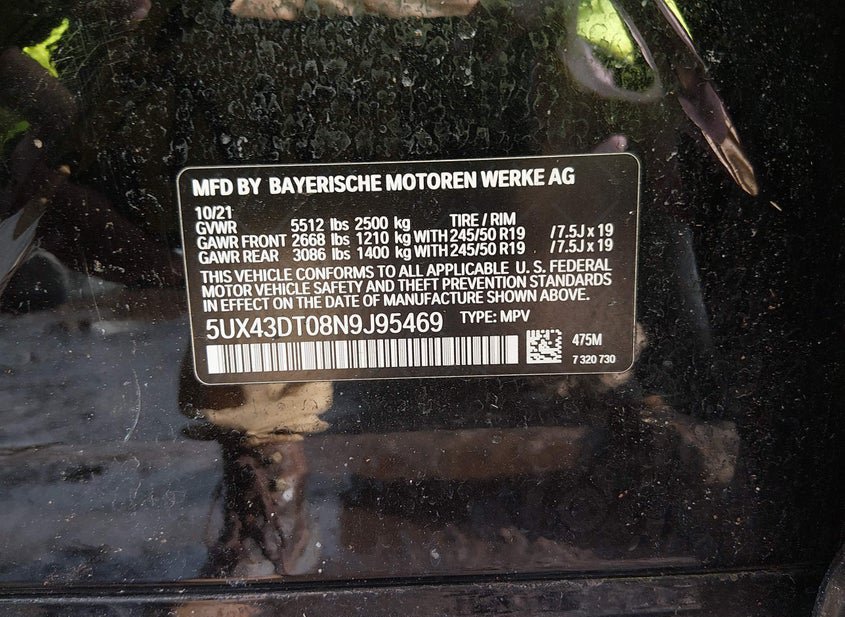 MFD BY BAYERISCHE MOTOREN WERKE AG
10/21
GVWR 5512 lbs 2500 kg TIRE / RIM
GAWR FRONT 2668 lbs 1210 kg WITH 245/50 R19 / 7.5J x 19
GAWR REAR 3086 lbs 1400 kg WITH 245/50 R19 / 7.5J x 19
THIS VEHICLE CONFORMS TO ALL APPLICABLE U. S. FEDERAL
MOTOR VEHICLE SAFETY AND THEFT PREVENTION STANDARDS
IN EFFECT ON THE DATE OF MANUFACTURE SHOWN ABOVE.
5UX43DT08N9J95469 TYPE: MPV
475M
7 320 730